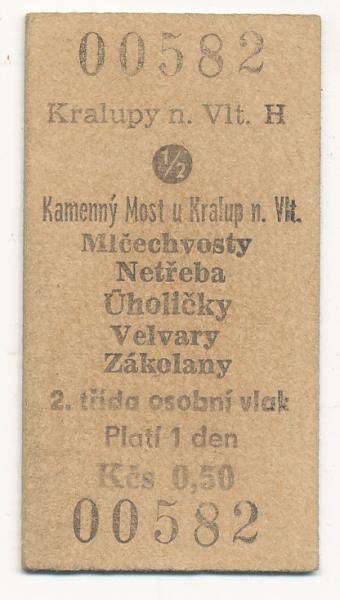 00582
Kralupy n. Vlt. H
1/2
Kamenný Most u Kralup n. Vlt.
Mlčechvosty
Netřeba
Úholičky
Velvary
Zákolany
2. třída osobní vlak
Platí 1 den
Kčs 0,50
00582